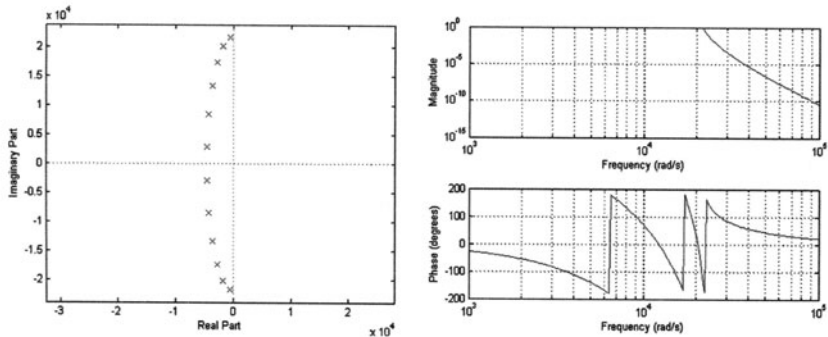 x 10^4
2
1.5
1
0.5
0
-0.5
-1
-1.5
-2
Imaginary Part
-3 -2 -1 0 1 2
Real Part
x 10^4
10^0
10^-5
10^-10
10^-15
Magnitude
10^3 10^4 10^5
Frequency (rad/s)
200
100
0
-100
-200
Phase (degrees)
10^3 10^4 10^5
Frequency (rad/s)